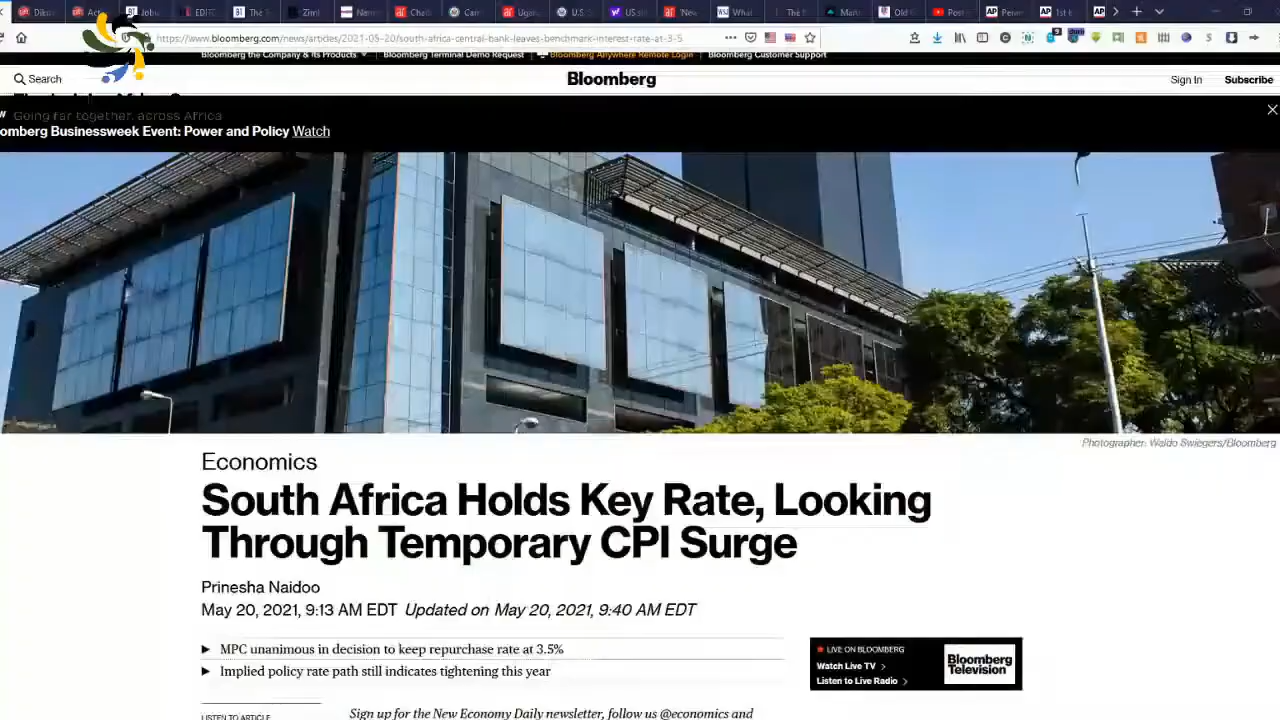 https://www.bloomberg.com/news/articles/2021-05-20/south-africa-central-bank-leaves-benchmark-interest-rate-at-3-5
Bloomberg the Company & Its Products
Bloomberg Terminal Demo Request
Bloomberg Anywhere Remote Login
Bloomberg Customer Support
Search
Bloomberg
Sign In
Subscribe
Going far together, across Africa
omberg Businessweek Event: Power and Policy Watch
Photographer: Waldo Swiegers/Bloomberg
Economics
South Africa Holds Key Rate, Looking
Through Temporary CPI Surge
Prinesha Naidoo
May 20, 2021, 9:13 AM EDT Updated on May 20, 2021, 9:40 AM EDT
MPC unanimous in decision to keep repurchase rate at 3.5%
Implied policy rate path still indicates tightening this year
LIVE ON BLOOMBERG
Watch Live TV
Listen to Live Radio
Bloomberg
Television
LISTEN TO ARTICLE
Sign up for the New Economy Daily newsletter, follow us @economics and